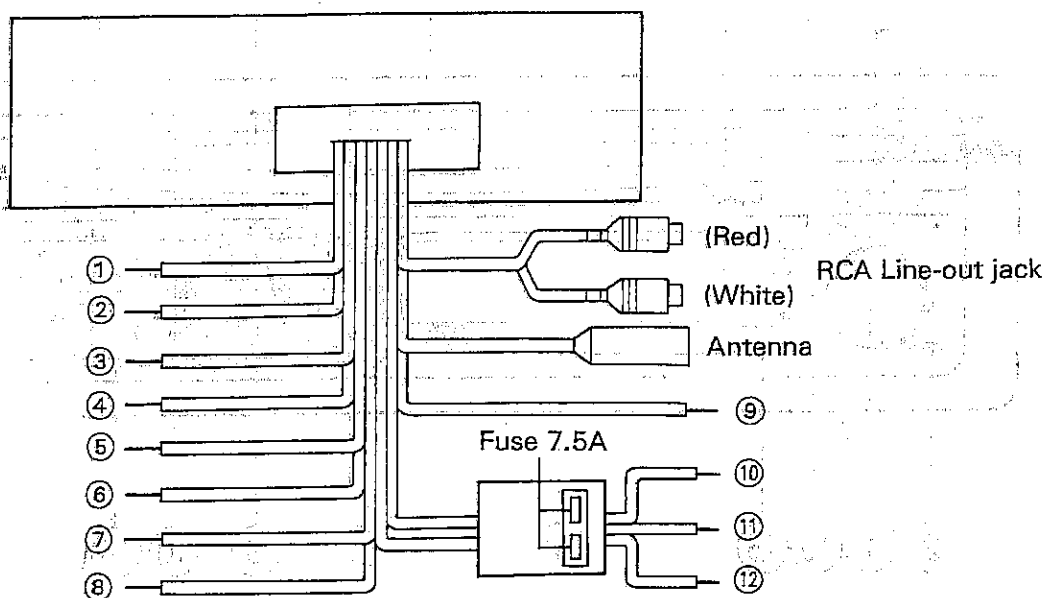 (Red)
RCA Line-out jack
(White)
Antenna
①
②
③
④
⑤
⑥
⑦
⑧
⑨
Fuse 7.5A
⑩
⑪
⑫